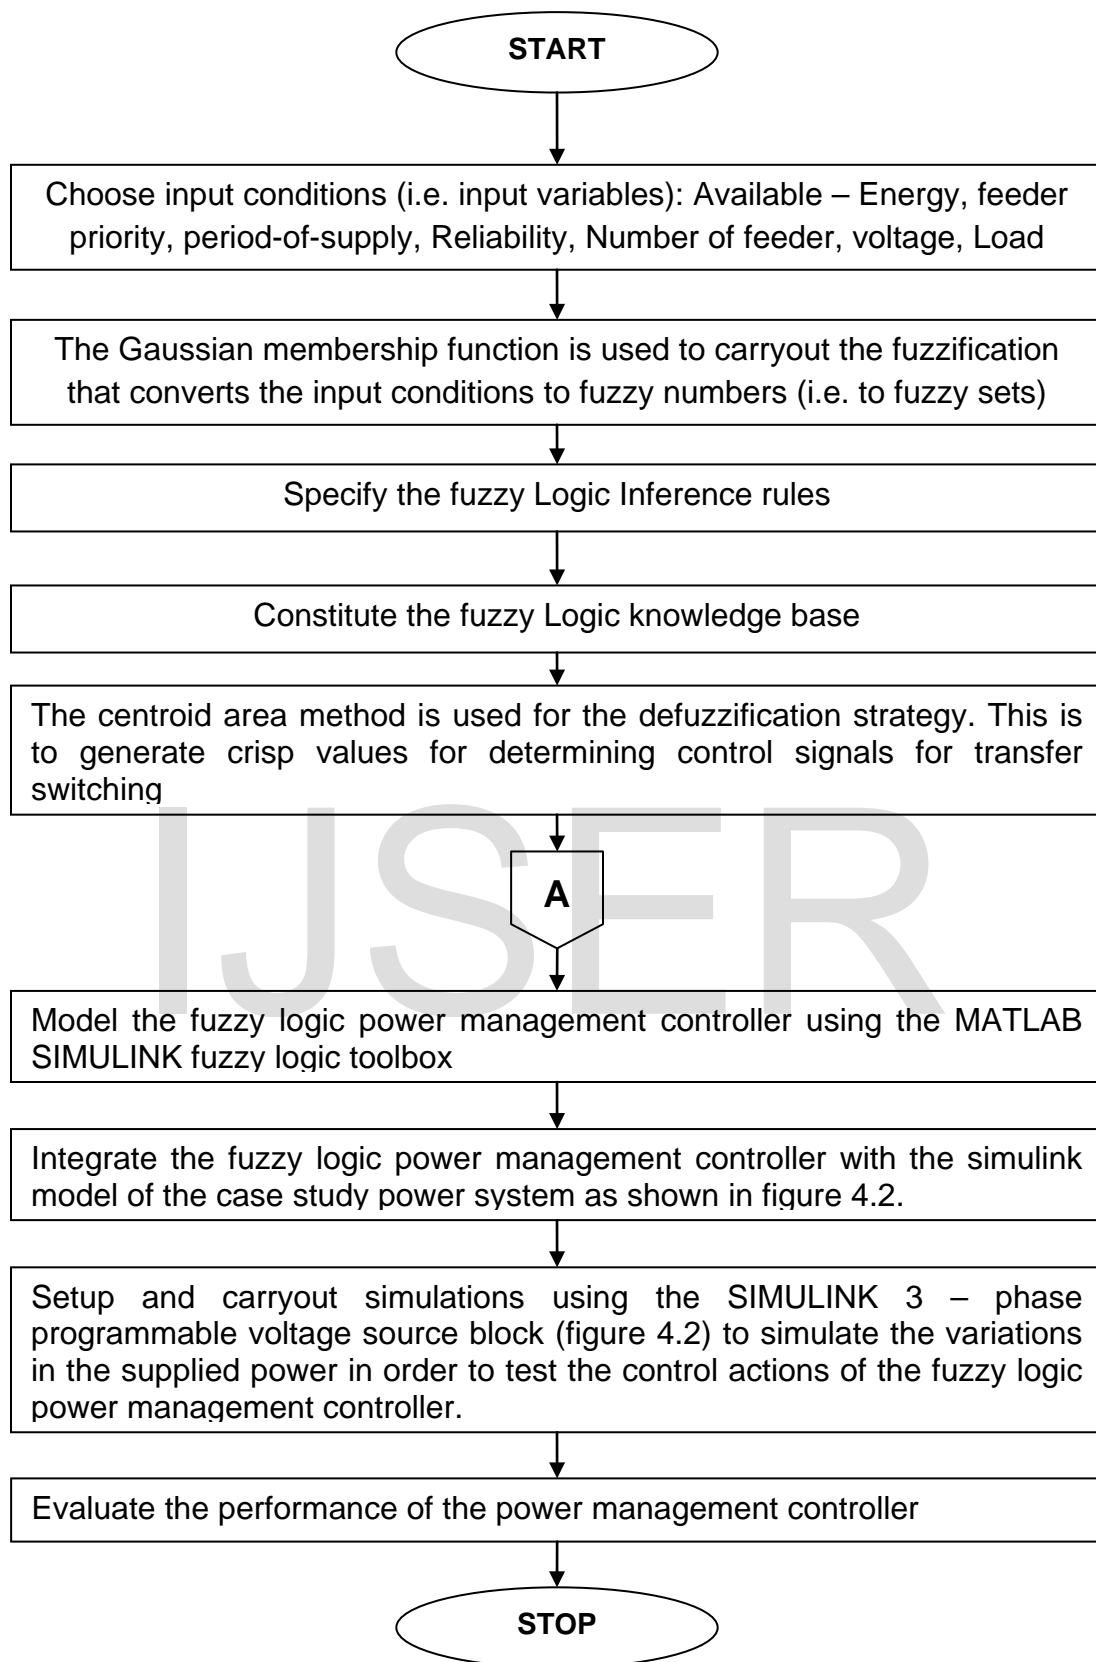 START
Choose input conditions (i.e. input variables): Available – Energy, feeder
priority, period-of-supply, Reliability, Number of feeder, voltage, Load
The Gaussian membership function is used to carryout the fuzzification
that converts the input conditions to fuzzy numbers (i.e. to fuzzy sets)
Specify the fuzzy Logic Inference rules
Constitute the fuzzy Logic knowledge base
The centroid area method is used for the defuzzification strategy. This is
to generate crisp values for determining control signals for transfer
switching
A
IJSER
Model the fuzzy logic power management controller using the MATLAB
SIMULINK fuzzy logic toolbox
Integrate the fuzzy logic power management controller with the simulink
model of the case study power system as shown in figure 4.2.
Setup and carryout simulations using the SIMULINK 3 – phase
programmable voltage source block (figure 4.2) to simulate the variations
in the supplied power in order to test the control actions of the fuzzy logic
power management controller.
Evaluate the performance of the power management controller
STOP